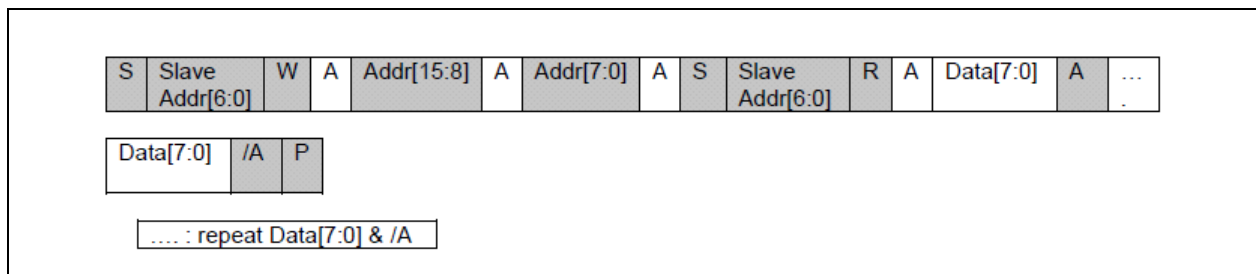 S Slave W A Addr[15:8] A Addr[7:0] A S Slave R A Data[7:0] A ...
Addr[6:0] Addr[6:0] .
Data[7:0] /A P
.... : repeat Data[7:0] & /A